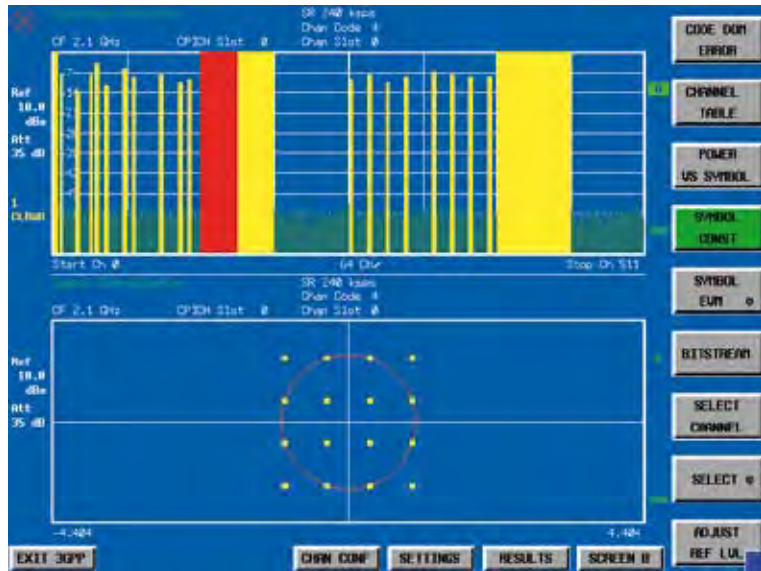 SR 240 ksps
Chan Code 4
CF 2.1 GHz CPICH Slot 0 Chan Slot 0
Ref
10.0
dBm
Att
35 dB
1
CLRWR
Start Ch 0 64 Ch/ Stop Ch 511
SR 240 ksps
Chan Code 4
CF 2.1 GHz CPICH Slot 0 Chan Slot 0
Ref
10.0
dBm
Att
35 dB
-4.404 4.404
CODE DOM
ERROR
CHANNEL
TABLE
POWER
VS SYMBOL
SYMBOL
CONST
SYMBOL
EVM
BITSTREAM
SELECT
CHANNEL
SELECT
ADJUST
REF LVL
EXIT 3GPP CHAN CONF SETTINGS RESULTS SCREEN B